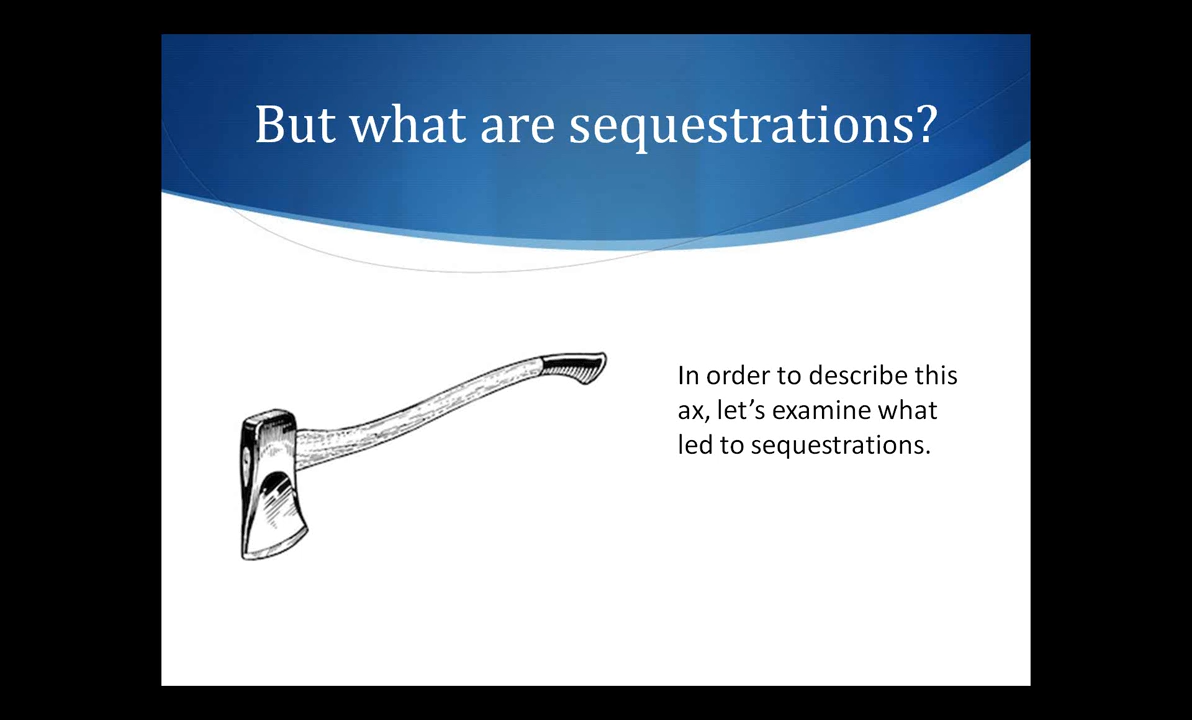 But what are sequestrations?
In order to describe this
ax, let’s examine what
led to sequestrations.